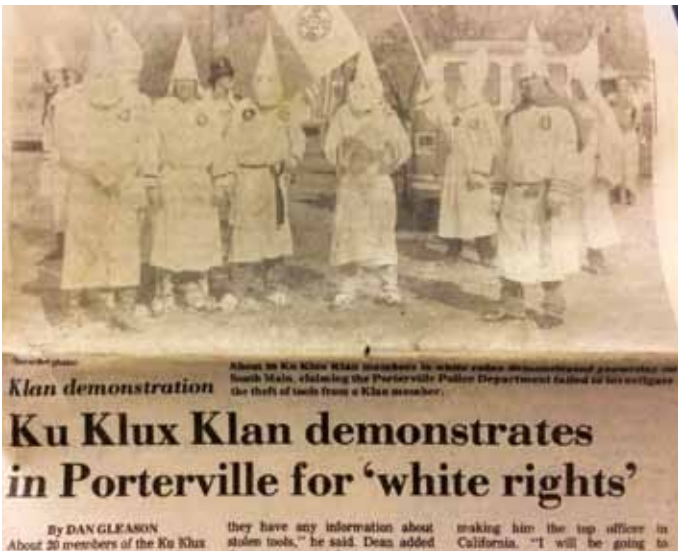 Recorder photo
About 20 Ku Klux Klan members in white robes demonstrated yesterday on
South Main, claiming the Porterville Police Department failed to investigate
the theft of tools from a Klan member.
Klan demonstration
Ku Klux Klan demonstrates
in Porterville for ‘white rights’
By DAN GLEASON
About 20 members of the Ku Klux
they have any information about
stolen tools,” he said. Dean added
making him the top officer in
California. “I will be going to